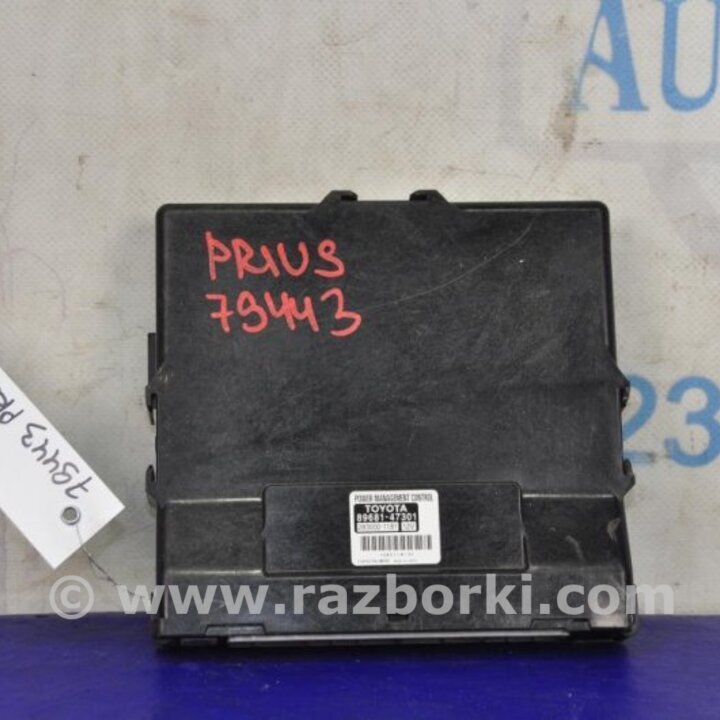 AU
PRIUS
79443
23
79443 PR
POWER MANAGEMENT CONTROL
TOYOTA
89681-47301
12V
© www.razborki.com